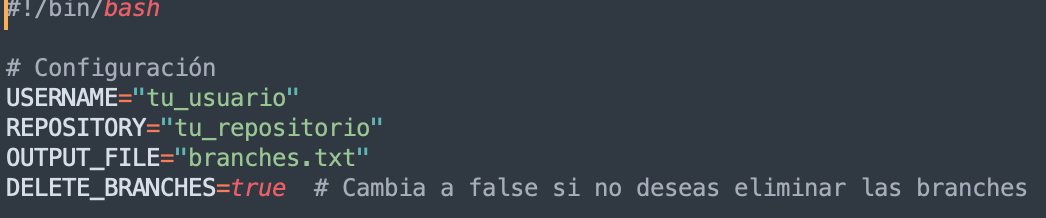 #!/bin/bash
# Configuración
USERNAME="tu_usuario"
REPOSITORY="tu_repositorio"
OUTPUT_FILE="branches.txt"
DELETE_BRANCHES=true  # Cambia a false si no deseas eliminar las branches